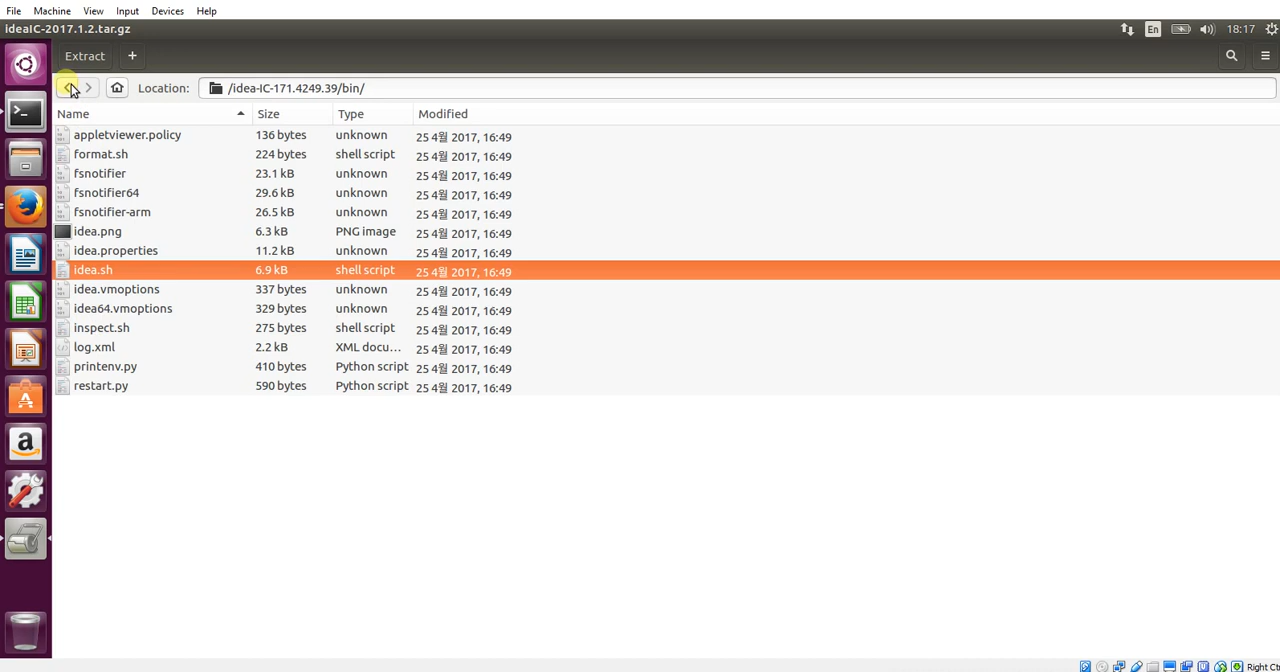 File Machine View Input Devices Help
ideaIC-2017.1.2.tar.gz En 18:17
Extract +
Location: /idea-IC-171.4249.39/bin/
Name Size Type Modified
appletviewer.policy 136 bytes unknown 25 4월 2017, 16:49
format.sh 224 bytes shell script 25 4월 2017, 16:49
fsnotifier 23.1 kB unknown 25 4월 2017, 16:49
fsnotifier64 29.6 kB unknown 25 4월 2017, 16:49
fsnotifier-arm 26.5 kB unknown 25 4월 2017, 16:49
idea.png 6.3 kB PNG image 25 4월 2017, 16:49
idea.properties 11.2 kB unknown 25 4월 2017, 16:49
idea.sh 6.9 kB shell script 25 4월 2017, 16:49
idea.vmoptions 337 bytes unknown 25 4월 2017, 16:49
idea64.vmoptions 329 bytes unknown 25 4월 2017, 16:49
inspect.sh 275 bytes shell script 25 4월 2017, 16:49
log.xml 2.2 kB XML docu… 25 4월 2017, 16:49
printenv.py 410 bytes Python script 25 4월 2017, 16:49
restart.py 590 bytes Python script 25 4월 2017, 16:49
Right Ct